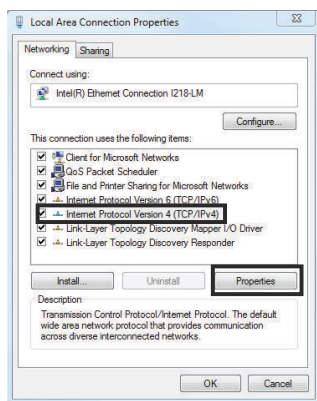 Local Area Connection Properties
Networking Sharing
Connect using:
Intel(R) Ethernet Connection I218-LM
Configure...
This connection uses the following items:
Client for Microsoft Networks
QoS Packet Scheduler
File and Printer Sharing for Microsoft Networks
Internet Protocol Version 6 (TCP/IPv6)
Internet Protocol Version 4 (TCP/IPv4)
Link-Layer Topology Discovery Mapper I/O Driver
Link-Layer Topology Discovery Responder
Install... Uninstall Properties
Description
Transmission Control Protocol/Internet Protocol. The default
wide area network protocol that provides communication
across diverse interconnected networks.
OK Cancel